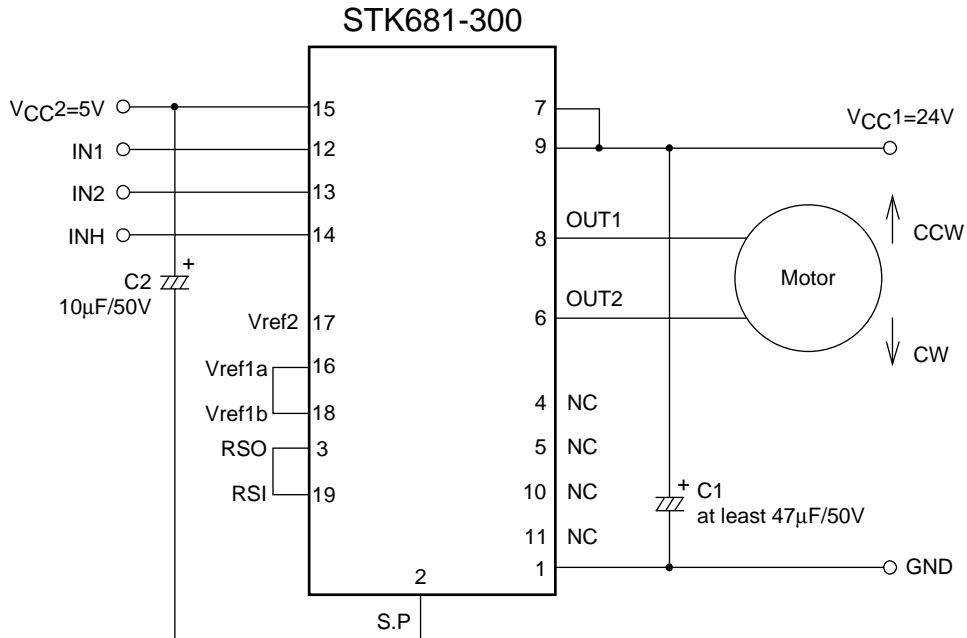 STK681-300
VCC2=5V
15
7
VCC1=24V
IN1
12
9
IN2
13
INH
14
8
OUT1
CCW
C2
+
10µF/50V
Motor
Vref2
17
6
OUT2
CW
Vref1a
16
Vref1b
18
4 NC
RSO
3
5 NC
RSI
19
10 NC
+
C1
at least 47µF/50V
11 NC
1
GND
2
S.P